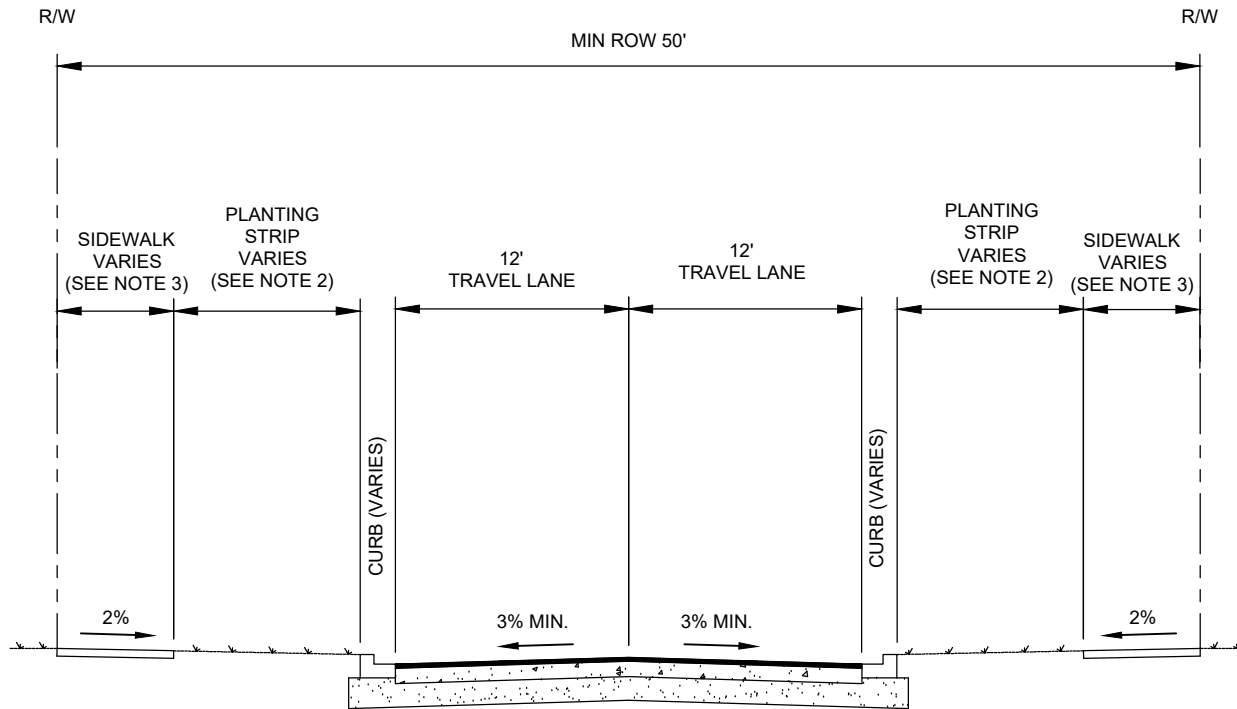 R/W
R/W
MIN ROW 50'
SIDEWALK
VARIES
(SEE NOTE 3)
PLANTING
STRIP
VARIES
(SEE NOTE 2)
12'
TRAVEL LANE
12'
TRAVEL LANE
PLANTING
STRIP
VARIES
(SEE NOTE 2)
SIDEWALK
VARIES
(SEE NOTE 3)
CURB (VARIES)
CURB (VARIES)
2%
3% MIN.
3% MIN.
2%